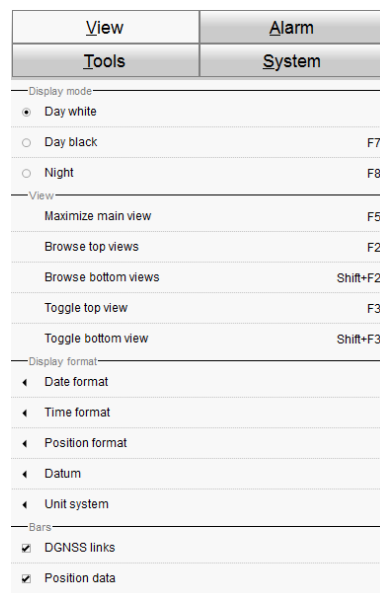 View Alarm
Tools System
Display mode
Day white
Day black F7
Night F8
View
Maximize main view F5
Browse top views F2
Browse bottom views Shift+F2
Toggle top view F3
Toggle bottom view Shift+F3
Display format
Date format
Time format
Position format
Datum
Unit system
Bars
DGNSS links
Position data